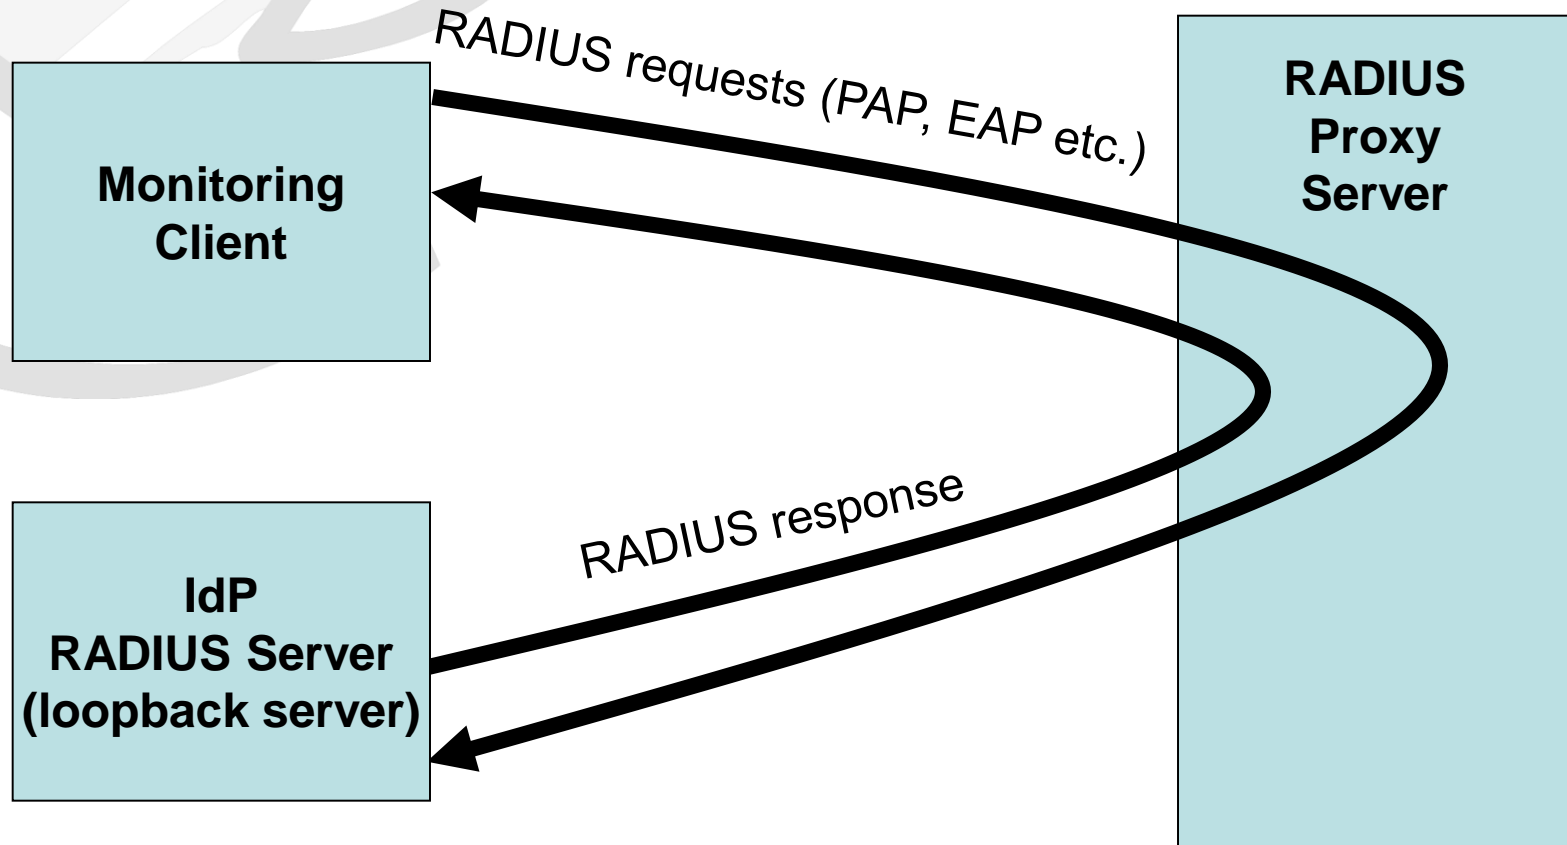 RADIUS requests (PAP, EAP etc.)
Monitoring
Client
RADIUS
Proxy
Server
RADIUS response
IdP
RADIUS Server
(loopback server)